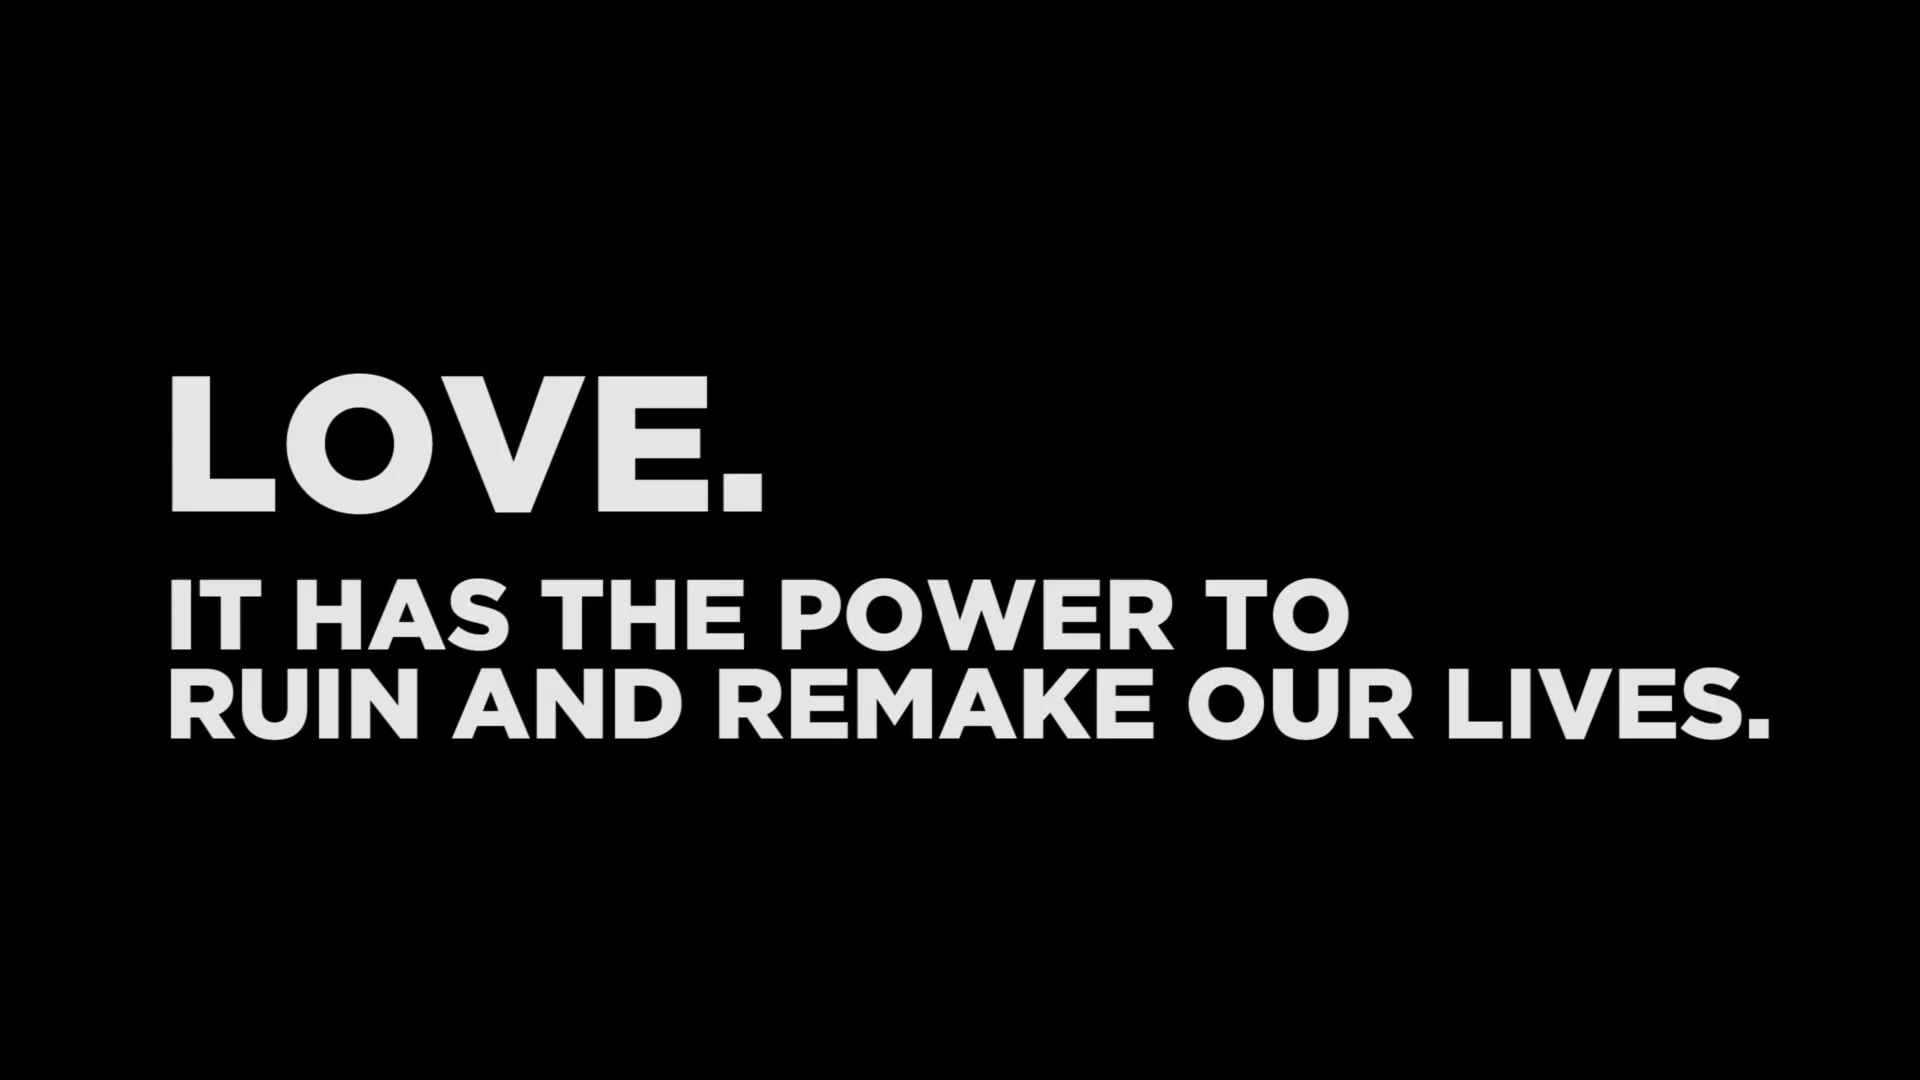 LOVE.
IT HAS THE POWER TO
RUIN AND REMAKE OUR LIVES.